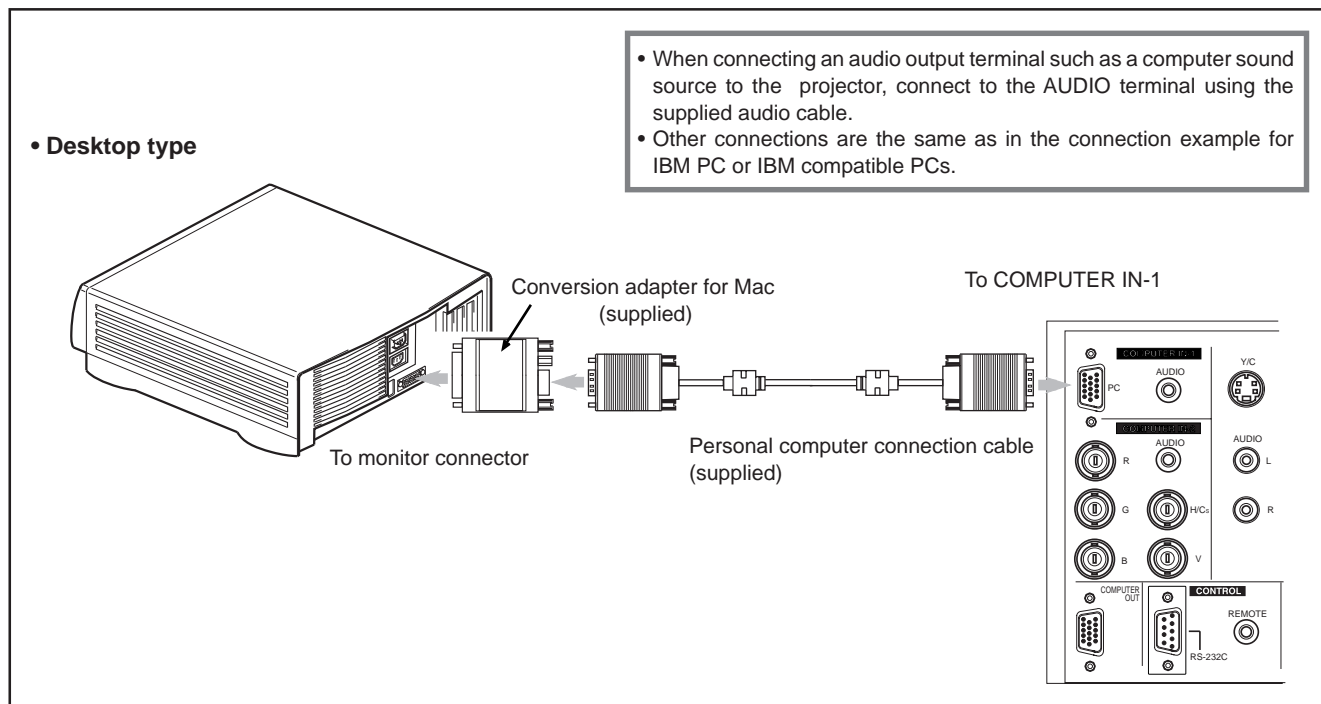 • When connecting an audio output terminal such as a computer sound
source to the projector, connect to the AUDIO terminal using the
supplied audio cable.
• Other connections are the same as in the connection example for
IBM PC or IBM compatible PCs.
• Desktop type
Conversion adapter for Mac
(supplied)
To COMPUTER IN-1
To monitor connector
Personal computer connection cable
(supplied)
COMPUTER IN-1
PC
AUDIO
Y/C
AUDIO
R
AUDIO
L
G
H/Cs
R
B
V
COMPUTER
OUT
CONTROL
REMOTE
RS-232C